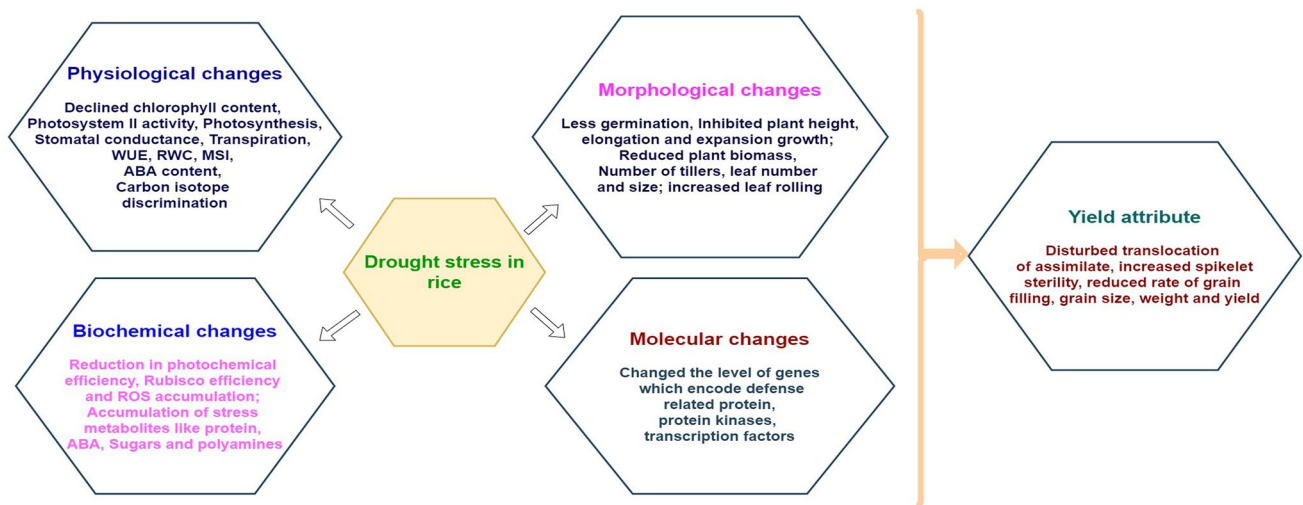 Physiological changes
Declined chlorophyll content,
Photosystem II activity, Photosynthesis,
Stomatal conductance, Transpiration,
WUE, RWC, MSI,
ABA content,
Carbon isotope
discrimination
Morphological changes
Less germination, Inhibited plant height,
elongation and expansion growth;
Reduced plant biomass,
Number of tillers, leaf number
and size; increased leaf rolling
Drought stress in
rice
Biochemical changes
Reduction in photochemical
efficiency, Rubisco efficiency
and ROS accumulation;
Accumulation of stress
metabolites like protein,
ABA, Sugars and polyamines
Molecular changes
Changed the level of genes
which encode defense
related protein,
protein kinases,
transcription factors
Yield attribute
Disturbed translocation
of assimilate, increased spikelet
sterility, reduced rate of grain
filling, grain size, weight and yield